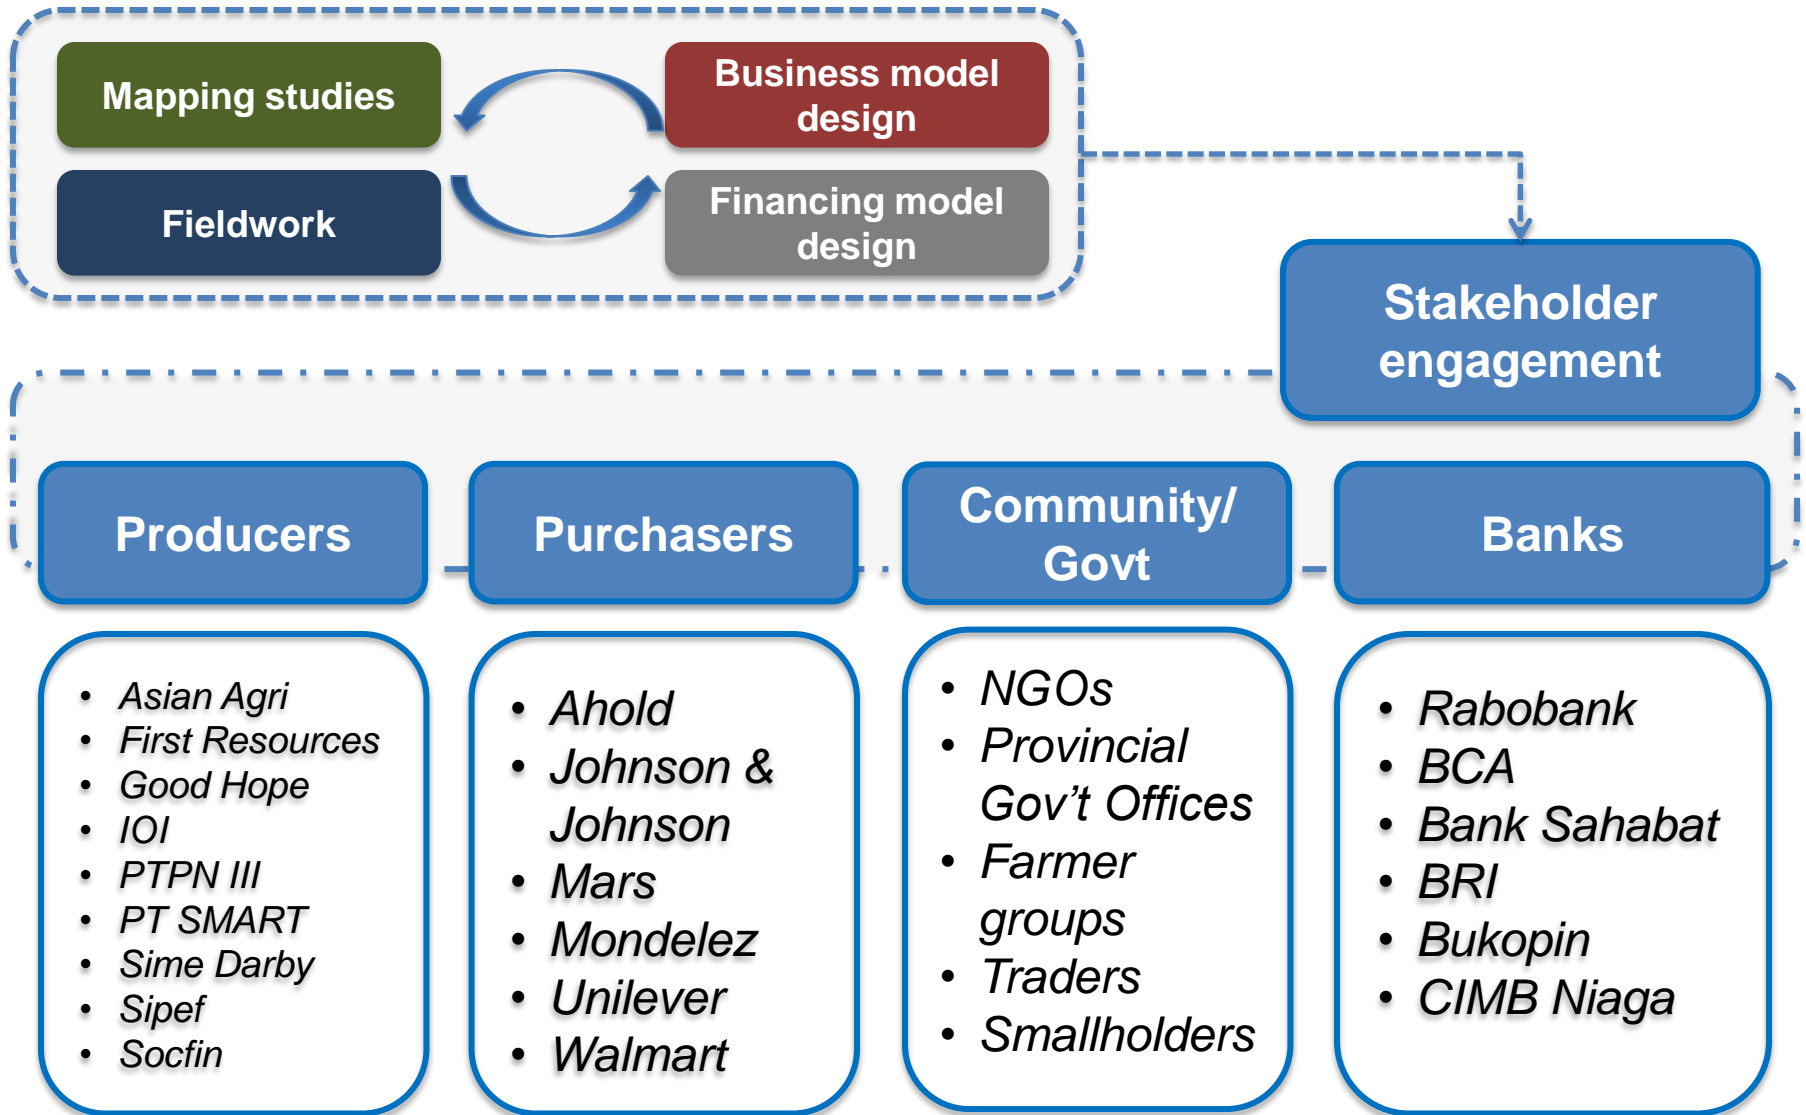 Mapping studies
Business model
design
Fieldwork
Financing model
design
Stakeholder
engagement
Producers
Purchasers
Community/
Govt
Banks
• Asian Agri
• First Resources
• Good Hope
• IOI
• PTPN III
• PT SMART
• Sime Darby
• Sipef
• Socfin
• Ahold
• Johnson &
Johnson
• Mars
• Mondelez
• Unilever
• Walmart
• NGOs
• Provincial
Gov’t Offices
• Farmer
groups
• Traders
• Smallholders
• Rabobank
• BCA
• Bank Sahabat
• BRI
• Bukopin
• CIMB Niaga